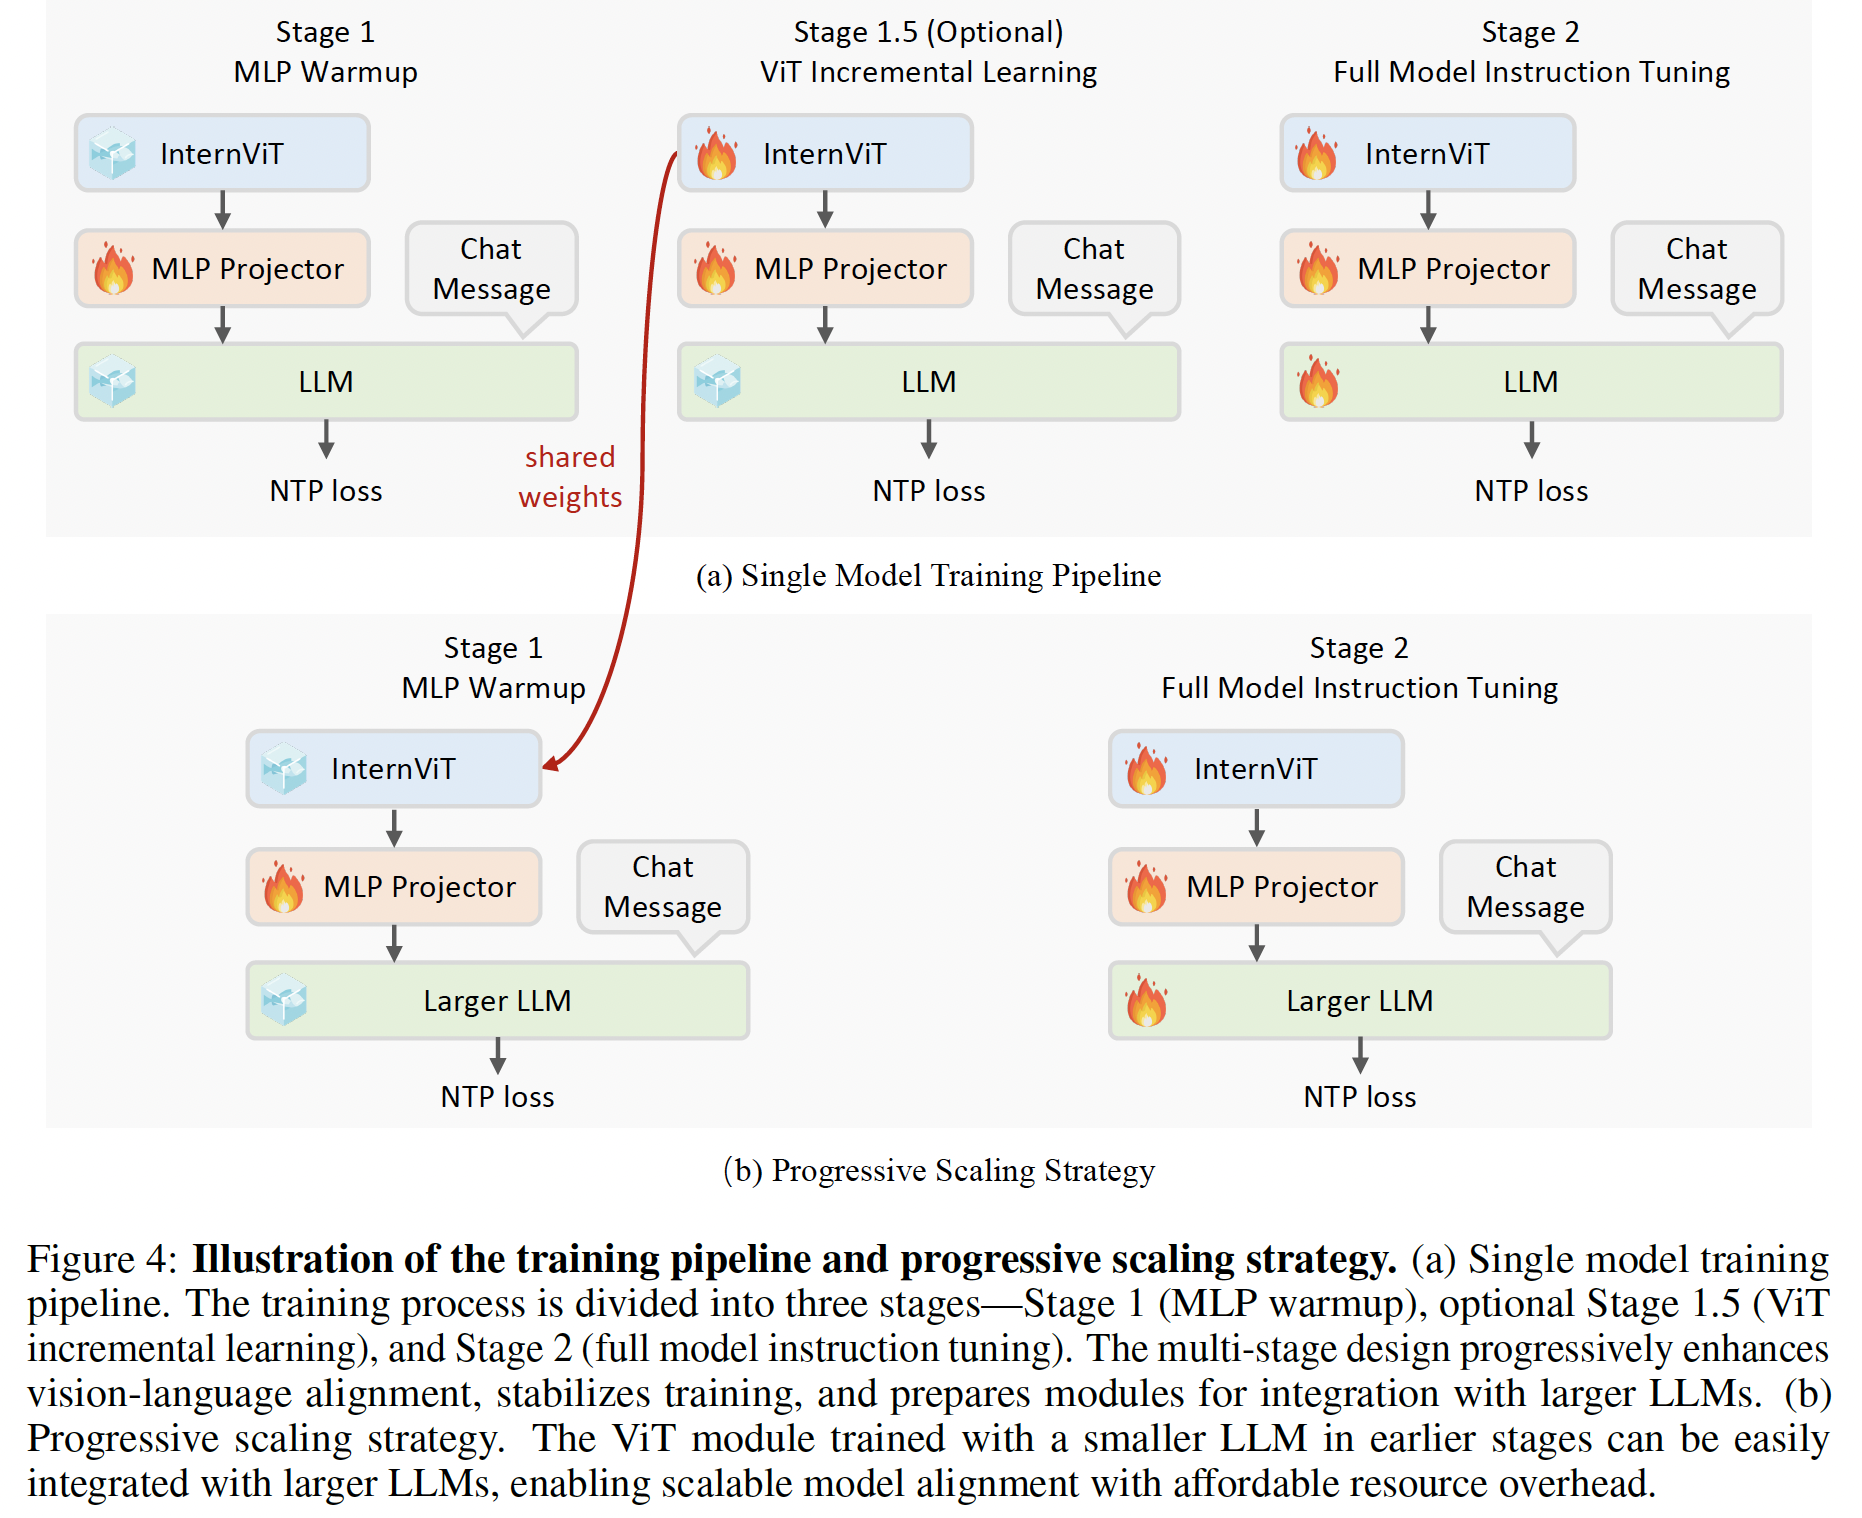 Stage 1
MLP Warmup
InternViT
MLP Projector
Chat
Message
LLM
NTP loss
Stage 1.5 (Optional)
ViT Incremental Learning
InternViT
MLP Projector
Chat
Message
LLM
NTP loss
Stage 2
Full Model Instruction Tuning
InternViT
MLP Projector
Chat
Message
LLM
NTP loss
shared
weights
(a) Single Model Training Pipeline
Stage 1
MLP Warmup
InternViT
MLP Projector
Chat
Message
Larger LLM
NTP loss
Stage 2
Full Model Instruction Tuning
InternViT
MLP Projector
Chat
Message
Larger LLM
NTP loss
(b) Progressive Scaling Strategy
Figure 4: Illustration of the training pipeline and progressive scaling strategy. (a) Single model training
pipeline. The training process is divided into three stages—Stage 1 (MLP warmup), optional Stage 1.5 (ViT
incremental learning), and Stage 2 (full model instruction tuning). The multi-stage design progressively enhances
vision-language alignment, stabilizes training, and prepares modules for integration with larger LLMs. (b)
Progressive scaling strategy. The ViT module trained with a smaller LLM in earlier stages can be easily
integrated with larger LLMs, enabling scalable model alignment with affordable resource overhead.